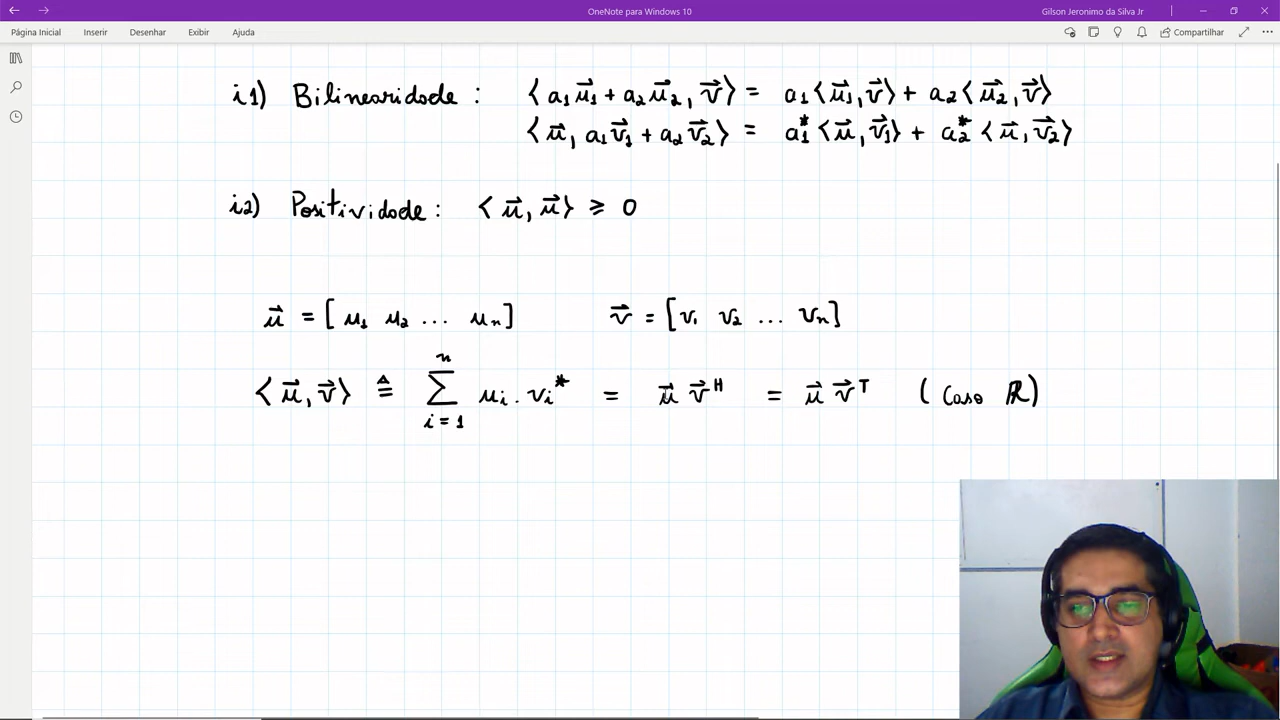 OneNote para Windows 10
Gilson Jeronimo da Silva Jr
Página Inicial Inserir Desenhar Exibir Ajuda
Compartilhar
i1) Bilinearidade : ⟨a₁u⃗₁ + a₂u⃗₂, v⃗⟩ = a₁⟨u⃗₁, v⃗⟩ + a₂⟨u⃗₂, v⃗⟩
⟨u⃗, a₁v⃗₁ + a₂v⃗₂⟩ = a₁*⟨u⃗, v⃗₁⟩ + a₂*⟨u⃗, v⃗₂⟩
i2) Positividade : ⟨u⃗, u⃗⟩ ≥ 0
u⃗ = [u₁ u₂ ... uₙ] v⃗ = [v₁ v₂ ... vₙ]
⟨u⃗, v⃗⟩ ≜ ∑ᵢ₌₁ⁿ uᵢ . vᵢ* = u⃗ v⃗ᴴ = u⃗ v⃗ᵀ (Caso ℝ)